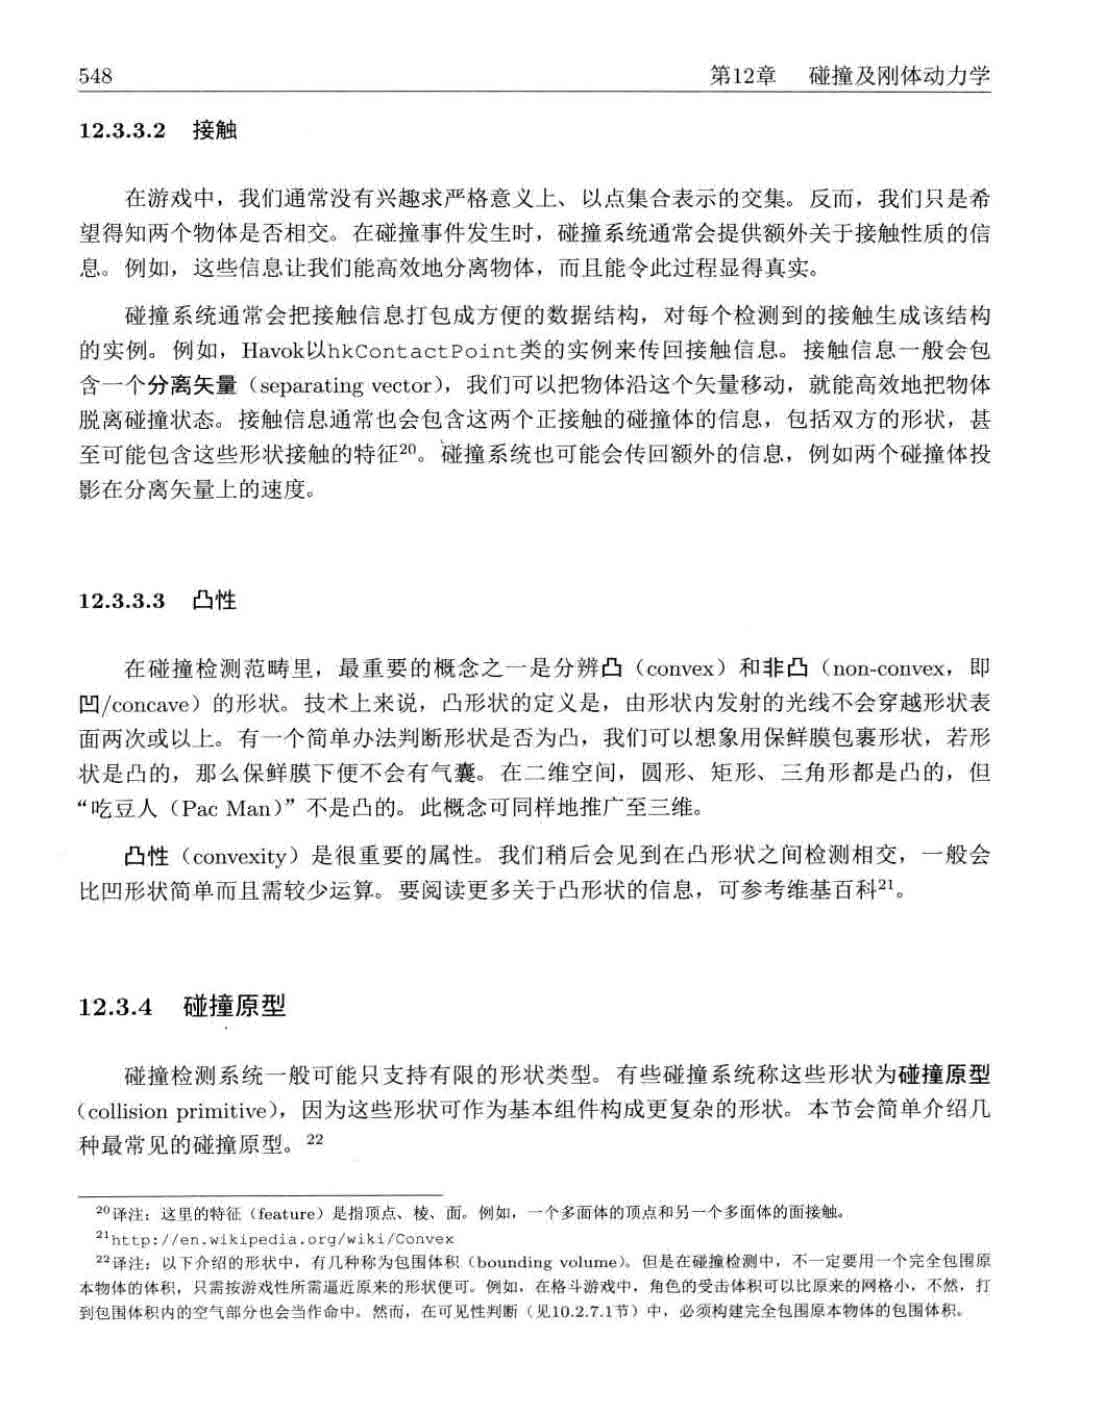 548 第12章 碰撞及刚体动力学
12.3.3.2 接触
在游戏中，我们通常没有兴趣求严格意义上、以点集合表示的交集。反而，我们只是希
望得知两个物体是否相交。在碰撞事件发生时，碰撞系统通常会提供额外关于接触性质的信
息。例如，这些信息让我们能高效地分离物体，而且能令此过程显得真实。
碰撞系统通常会把接触信息打包成方便的数据结构，对每个检测到的接触生成该结构
的实例。例如，Havok以hkContactPoint类的实例来传回接触信息。接触信息一般会包
含一个分离矢量（separating vector），我们可以把物体沿这个矢量移动，就能高效地把物体
脱离碰撞状态。接触信息通常也会包含这两个正接触的碰撞体的信息，包括双方的形状，甚
至可能包含这些形状接触的特征20。碰撞系统也可能会传回额外的信息，例如两个碰撞体投
影在分离矢量上的速度。
12.3.3.3 凸性
在碰撞检测范畴里，最重要的概念之一是分辨凸（convex）和非凸（non-convex，即
凹/concave）的形状。技术上来说，凸形状的定义是，由形状内发射的光线不会穿越形状表
面两次或以上。有一个简单办法判断形状是否为凸，我们可以想象用保鲜膜包裹形状，若形
状是凸的，那么保鲜膜下便不会有气囊。在二维空间，圆形、矩形、三角形都是凸的，但
“吃豆人（Pac Man）”不是凸的。此概念可同样地推广至三维。
凸性（convexity）是很重要的属性。我们稍后会见到在凸形状之间检测相交，一般会
比凹形状简单而且需较少运算。要阅读更多关于凸形状的信息，可参考维基百科21。
12.3.4 碰撞原型
碰撞检测系统一般可能只支持有限的形状类型。有些碰撞系统称这些形状为碰撞原型
（collision primitive），因为这些形状可作为基本组件构成更复杂的形状。本节会简单介绍几
种最常见的碰撞原型。22
20译注：这里的特征（feature）是指顶点、棱、面。例如，一个多面体的顶点和另一个多面体的面接触。
21http://en.wikipedia.org/wiki/Convex
22译注：以下介绍的形状中，有几种称为包围体积（bounding volume）。但是在碰撞检测中，不一定要用一个完全包围原
本物体的体积，只需按游戏性所需逼近原来的形状便可。例如，在格斗游戏中，角色的受击体积可以比原来的网格小，不然，打
到包围体积内的空气部分也会当作命中。然而，在可见性判断（见10.2.7.1节）中，必须构建完全包围原本物体的包围体积。